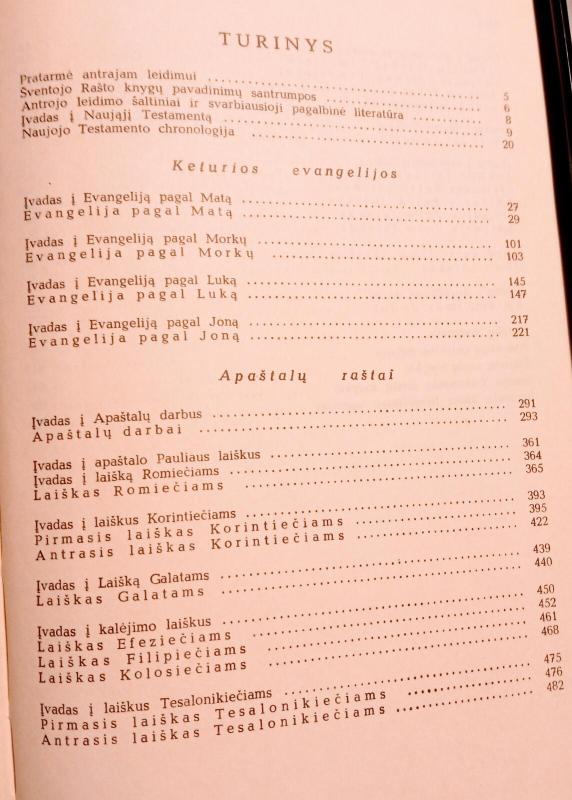 TURINYS
Pratarmė antrajam leidimui ........ 5
Šventojo Rašto knygų pavadinimų santrumpos ........ 6
Antrojo leidimo šaltiniai ir svarbiausioji pagalbinė literatūra ........ 8
Įvadas į Naująjį Testamentą ........ 9
Naujojo Testamento chronologija ........ 20
Keturios evangelijos
Įvadas į Evangeliją pagal Matą ........ 27
Evangelija pagal Matą ........ 29
Įvadas į Evangeliją pagal Morkų ........ 101
Evangelija pagal Morkų ........ 103
Įvadas į Evangeliją pagal Luką ........ 145
Evangelija pagal Luką ........ 147
Įvadas į Evangeliją pagal Joną ........ 217
Evangelija pagal Joną ........ 221
Apaštalų raštai
Įvadas į Apaštalų darbus ........ 291
Apaštalų darbai ........ 293
Įvadas į apaštalo Pauliaus laiškus ........ 361
Įvadas į laišką Romiečiams ........ 364
Laiškas Romiečiams ........ 365
Įvadas į laiškus Korintiečiams ........ 393
Pirmasis laiškas Korintiečiams ........ 395
Antrasis laiškas Korintiečiams ........ 422
Įvadas į Laišką Galatams ........ 439
Laiškas Galatams ........ 440
Įvadas į kalėjimo laiškus ........ 450
Laiškas Efeziečiams ........ 452
Laiškas Filipiečiams ........ 461
Laiškas Kolosiečiams ........ 468
Įvadas į laiškus Tesalonikiečiams ........ 475
Pirmasis laiškas Tesalonikiečiams ........ 476
Antrasis laiškas Tesalonikiečiams ........ 482